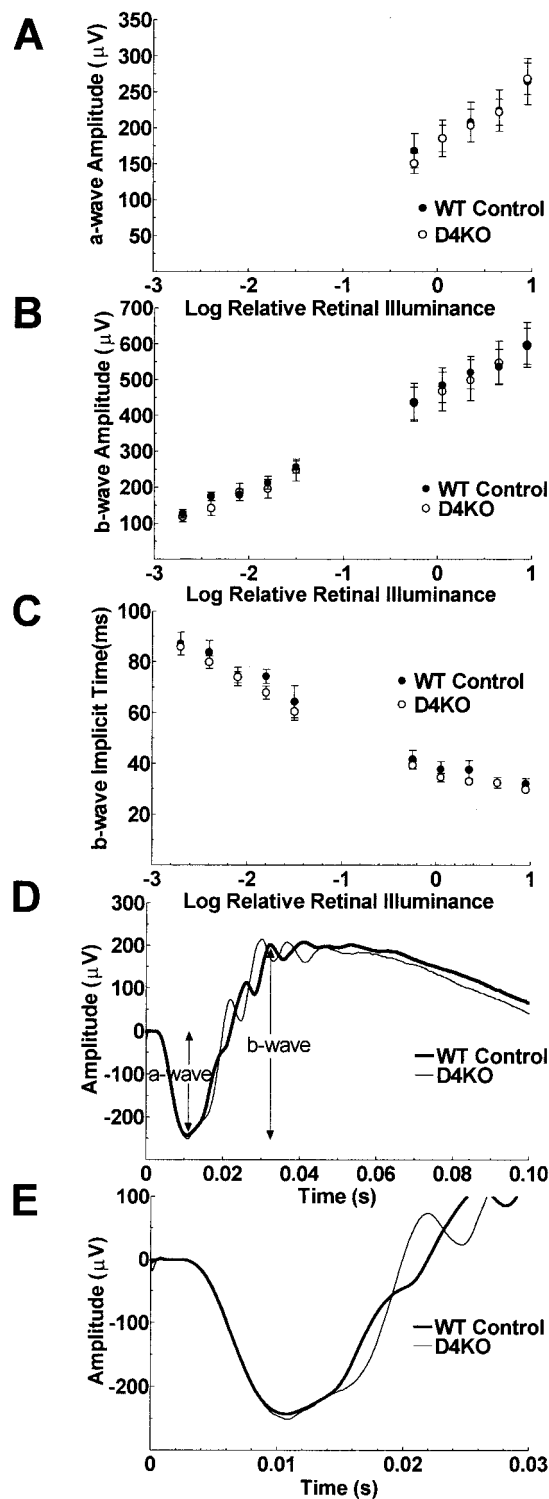 A
a-wave Amplitude (μV)
350
300
250
200
150
100
50
WT Control
D4KO
-3 -2 -1 0 1
Log Relative Retinal Illuminance
B
b-wave Amplitude (μV)
700
600
500
400
300
200
100
WT Control
D4KO
-3 -2 -1 0 1
Log Relative Retinal Illuminance
C
b-wave Implicit Time(ms)
100
80
60
40
20
WT Control
D4KO
-3 -2 -1 0 1
Log Relative Retinal Illuminance
D
Amplitude (μV)
300
200
100
0
-100
-200
a-wave
b-wave
WT Control
D4KO
0 0.02 0.04 0.06 0.08 0.10
Time (s)
E
Amplitude (μV)
100
0
-100
-200
WT Control
D4KO
0 0.01 0.02 0.03
Time (s)